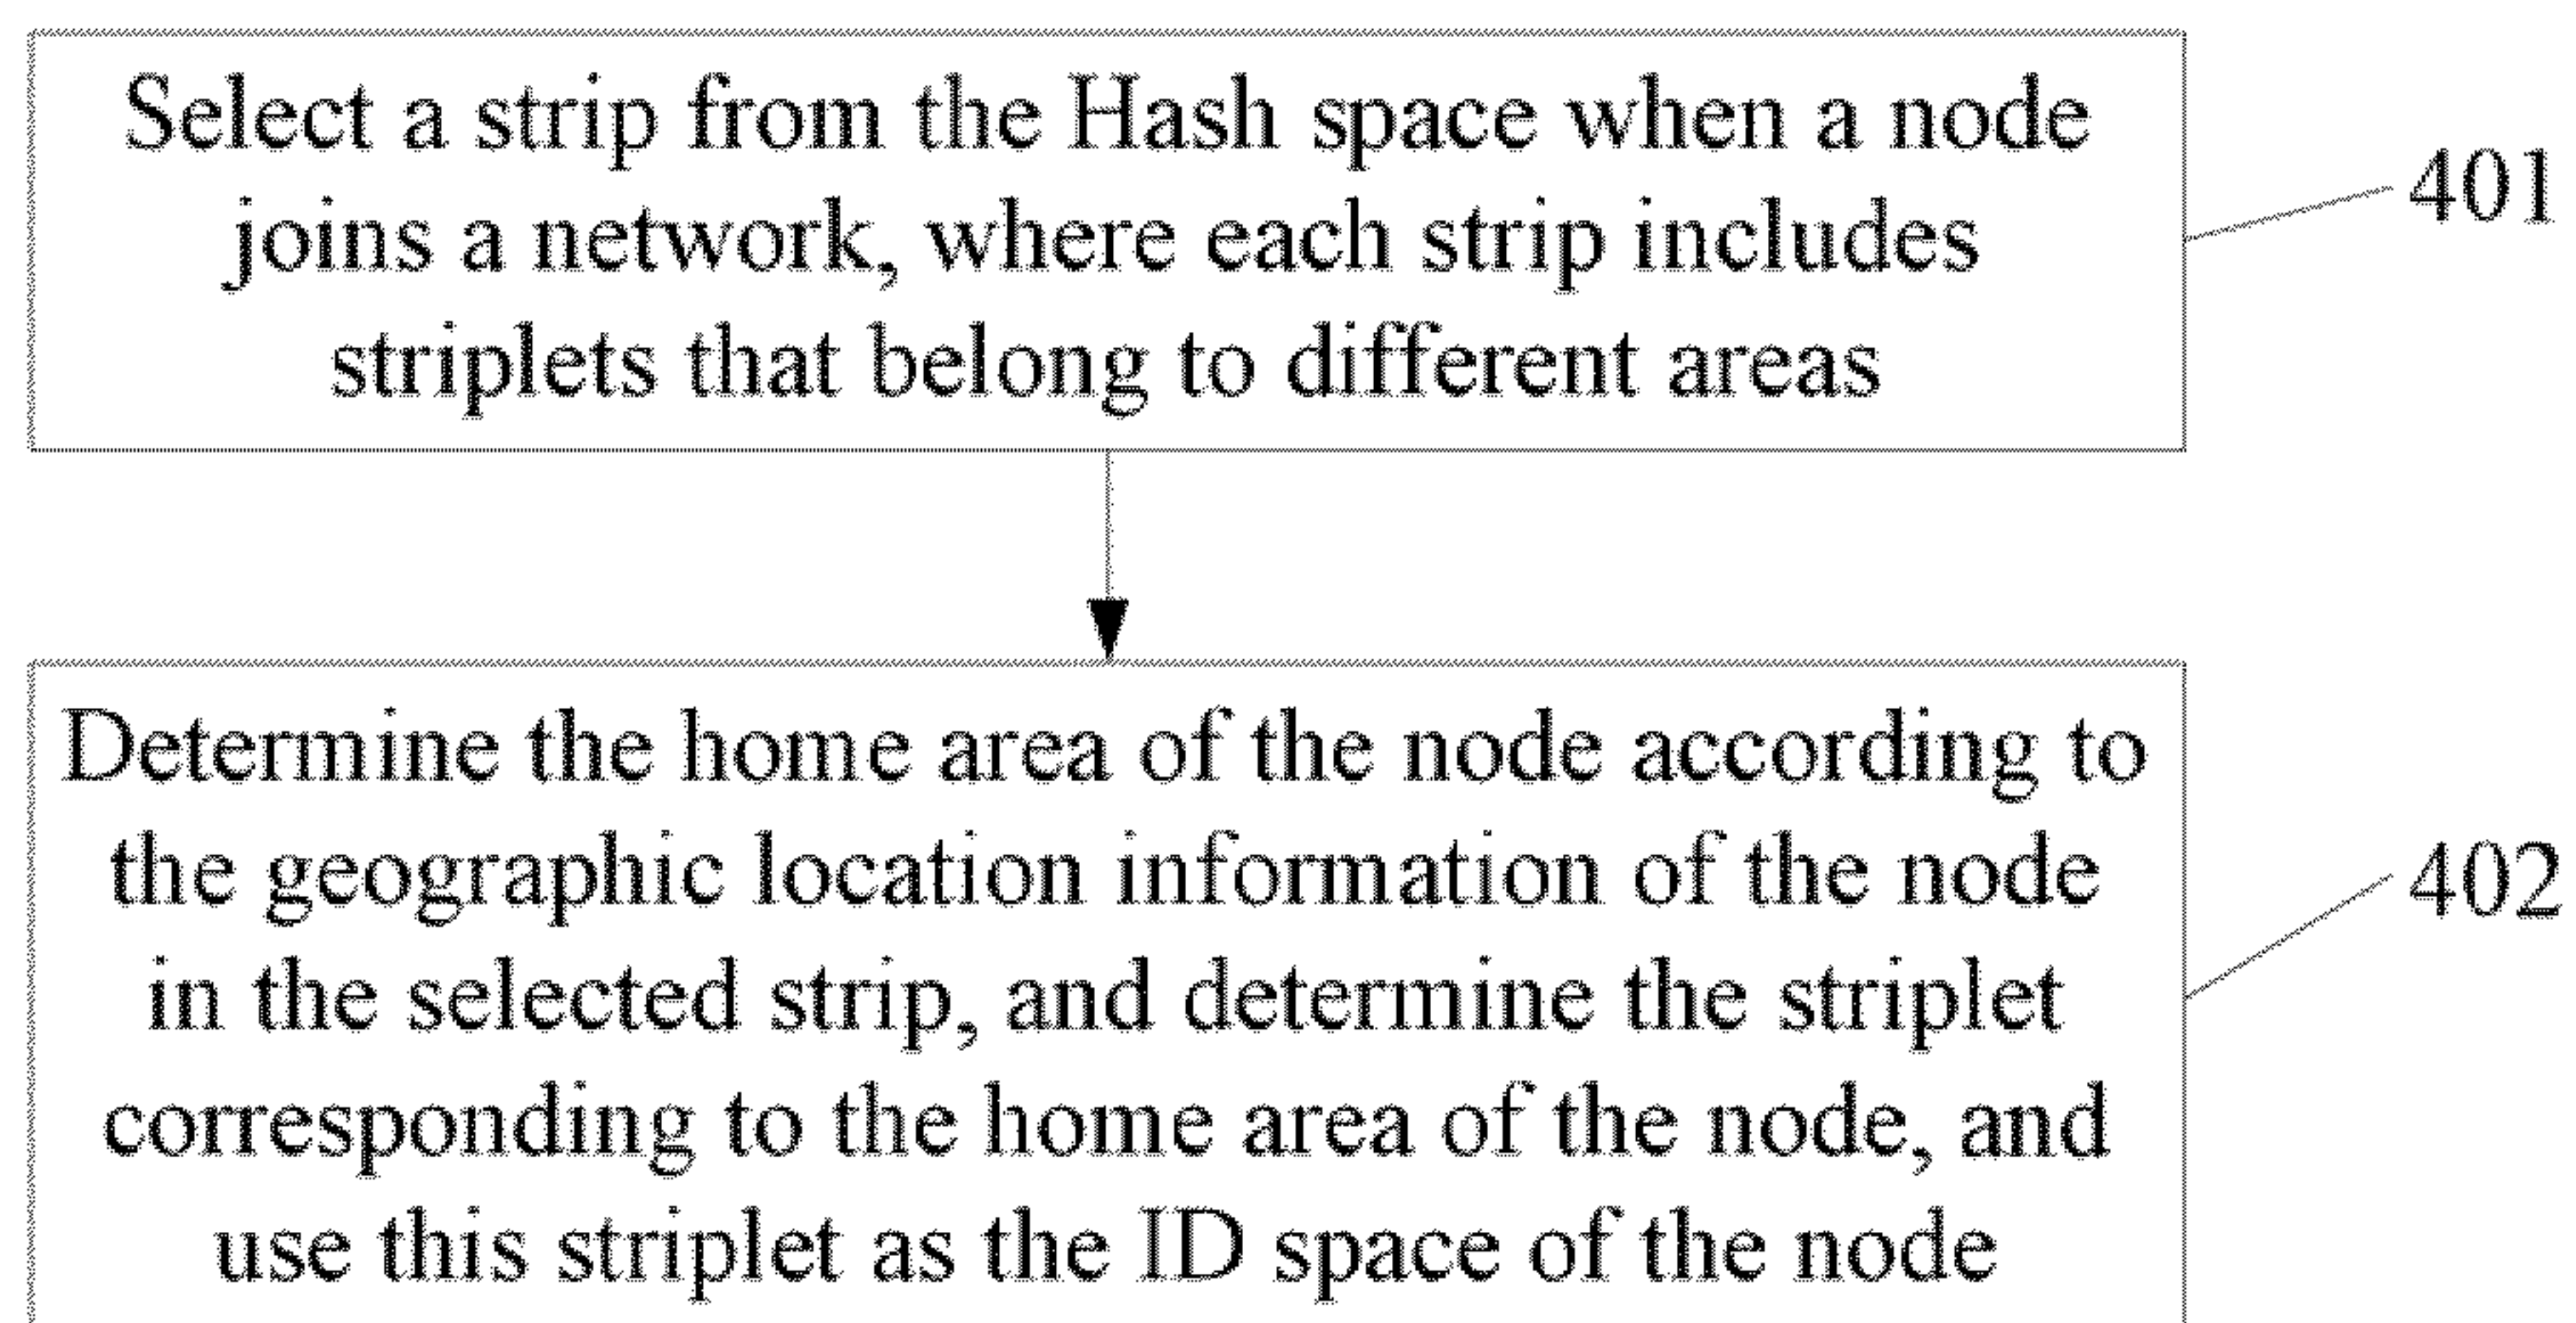 Select a strip from the Hash space when a node
joins a network, where each strip includes
striplets that belong to different areas
401
Determine the home area of the node according to
the geographic location information of the node
in the selected strip, and determine the striplet
corresponding to the home area of the node, and
use this striplet as the ID space of the node
402